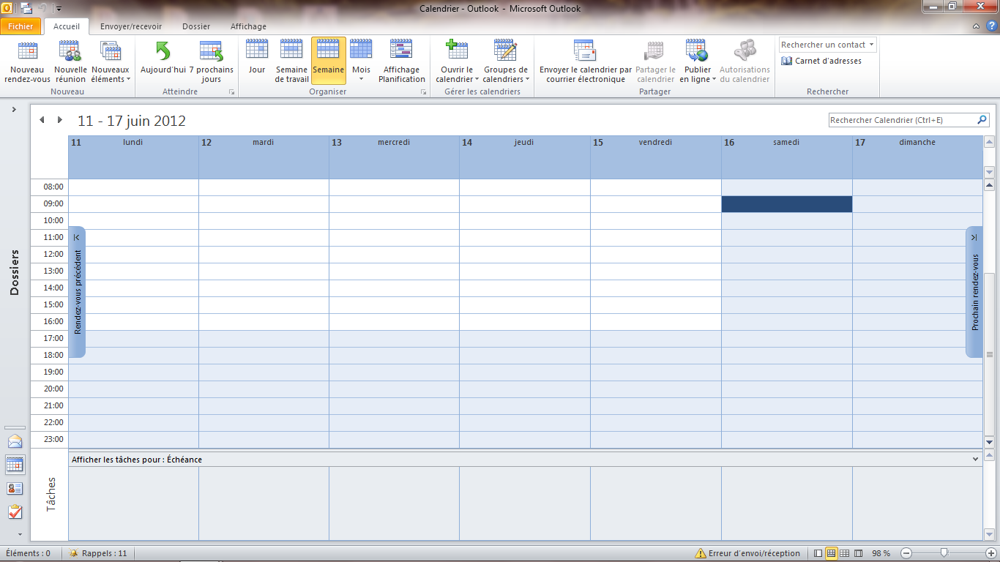 Calendrier - Outlook - Microsoft Outlook
Fichier Accueil Envoyer/recevoir Dossier Affichage
Nouveau rendez-vous
Nouvelle réunion
Nouveaux éléments
Nouveau
Aujourd'hui
7 prochains jours
Atteindre
Jour
Semaine de travail
Semaine
Mois
Affichage Planification
Organiser
Ouvrir le calendrier
Groupes de calendriers
Gérer les calendriers
Envoyer le calendrier par courrier électronique
Partager le calendrier
Publier en ligne
Autorisations du calendrier
Partager
Rechercher un contact
Carnet d'adresses
Rechercher
11 - 17 juin 2012
Rechercher Calendrier (Ctrl+E)
11 lundi 12 mardi 13 mercredi 14 jeudi 15 vendredi 16 samedi 17 dimanche
08:00
09:00
10:00
11:00
12:00
13:00
14:00
15:00
16:00
17:00
18:00
19:00
20:00
21:00
22:00
23:00
Dossiers
Rendez-vous précédent
Prochain rendez-vous
Afficher les tâches pour : Échéance
Tâches
Éléments : 0 Rappels : 11 Erreur d'envoi/réception 98 %